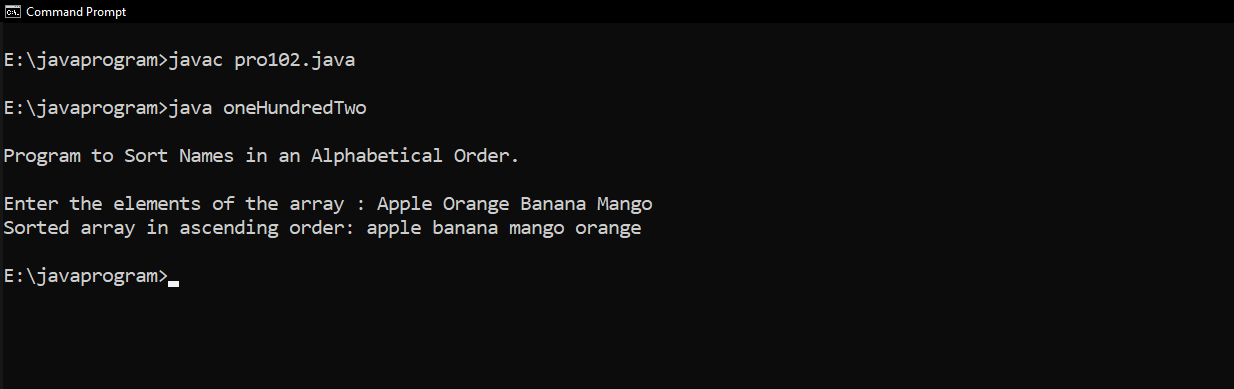 Command Prompt
E:\javaprogram>javac pro102.java
E:\javaprogram>java oneHundredTwo
Program to Sort Names in an Alphabetical Order.
Enter the elements of the array : Apple Orange Banana Mango
Sorted array in ascending order: apple banana mango orange
E:\javaprogram>